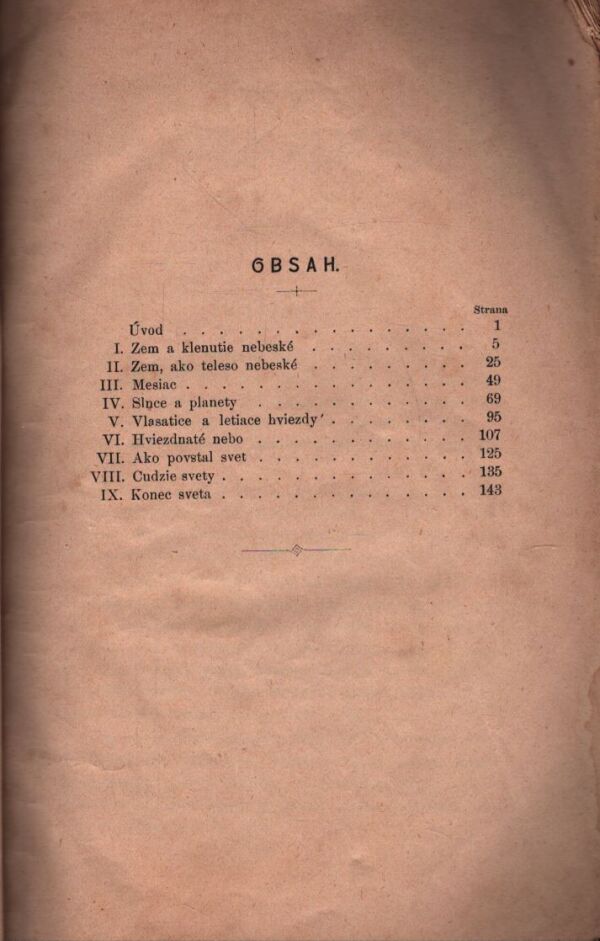 OBSAH.
Strana
Úvod . . . . . . . . . . . . . . . . 1
I. Zem a klenutie nebeské . . . . . . . . 5
II. Zem, ako teleso nebeské . . . . . . . . 25
III. Mesiac . . . . . . . . . . . . . . . 49
IV. Slnce a planety . . . . . . . . . . . 69
V. Vlasatice a letiace hviezdy . . . . . . . 95
VI. Hviezdnaté nebo . . . . . . . . . . 107
VII. Ako povstal svet . . . . . . . . . . 125
VIII. Cudzie svety . . . . . . . . . . . . 135
IX. Konec sveta . . . . . . . . . . . . 143